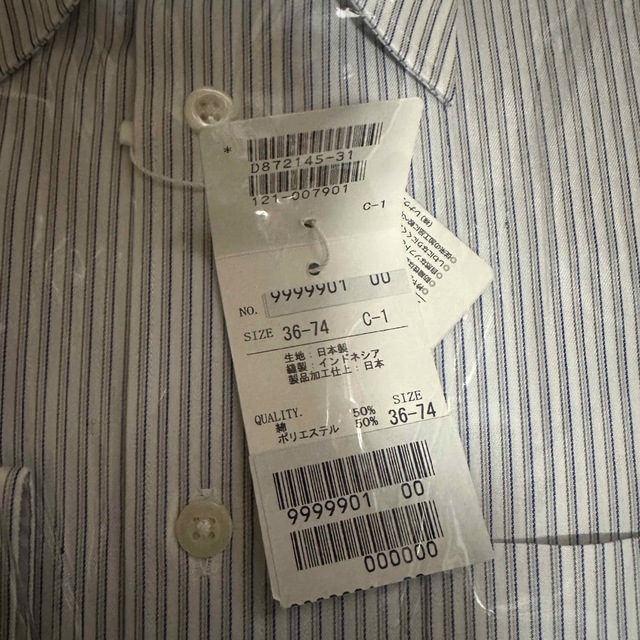 *
D872145-31
121-007901
C-1
NO. 9999901 00
SIZE 36-74 C-1
生地：日本製
縫製：インドネシア
製品加工仕上：日本
QUALITY. SIZE
綿 50% 36-74
ポリエステル 50%
9999901 00
000000